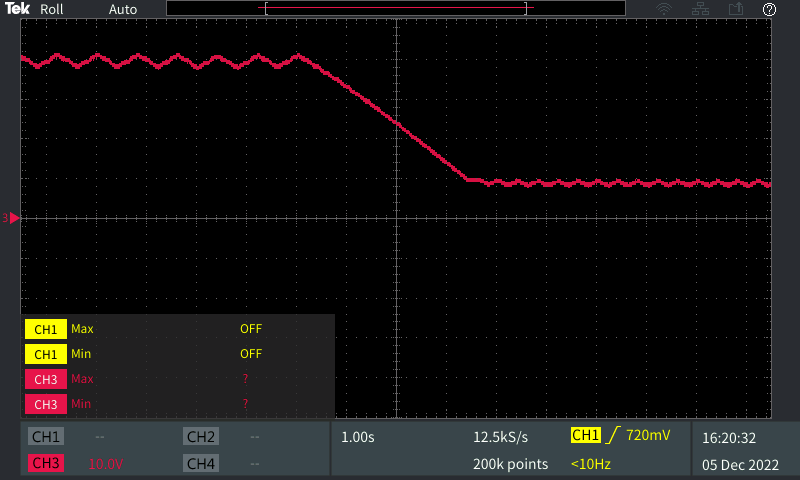 Tek Roll Auto
3
CH1 Max OFF
CH1 Min OFF
CH3 Max ?
CH3 Min ?
CH1 -- CH2 -- 1.00s 12.5kS/s CH1 720mV 16:20:32
CH3 10.0V CH4 -- 200k points <10Hz 05 Dec 2022